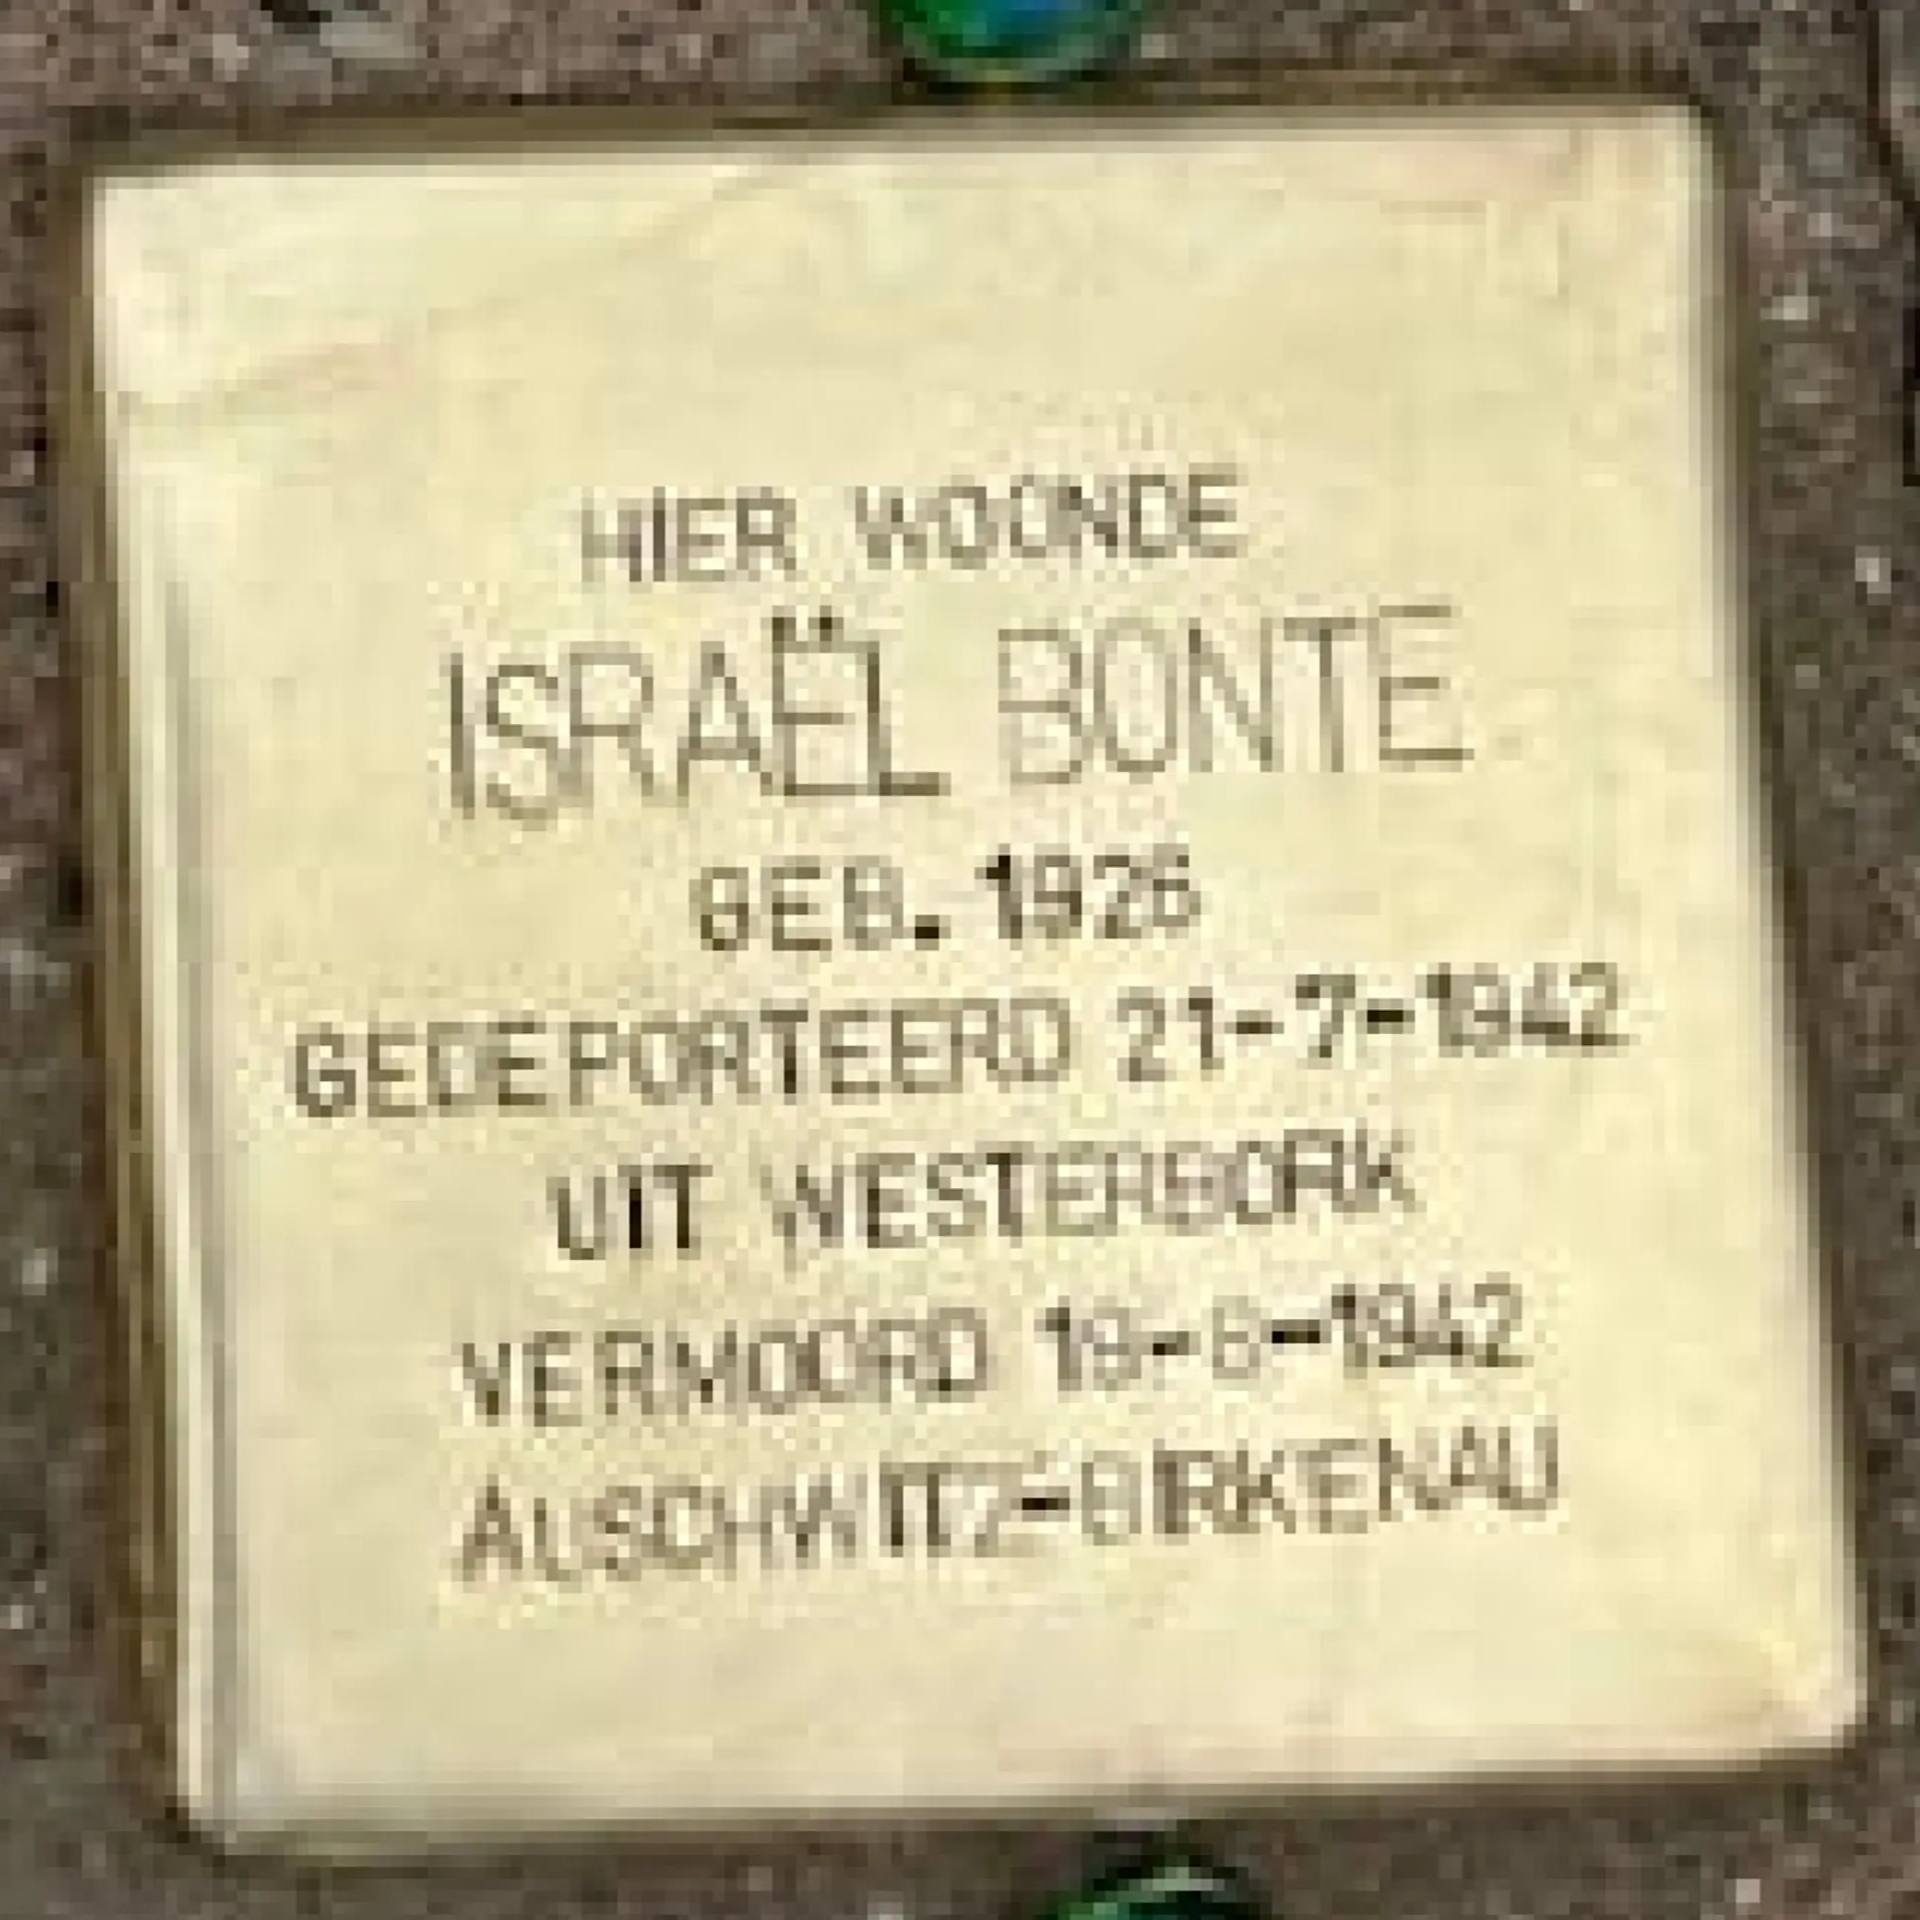 HIER WOONDE
ISRAËL BONTE
GEB. 1926
GEDEPORTEERD 21-7-1942
UIT WESTERBORK
VERMOORD
AUSCHWITZ-BIRKENAU